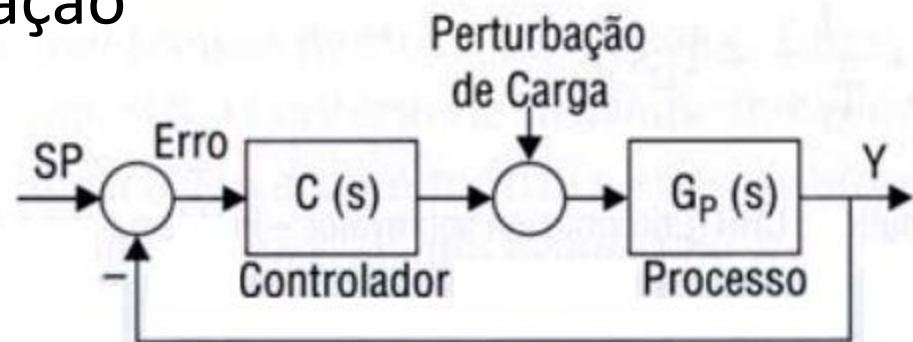 ação
Perturbação
de Carga
SP
Erro
C (s)
G_P (s)
Y
–
Controlador
Processo